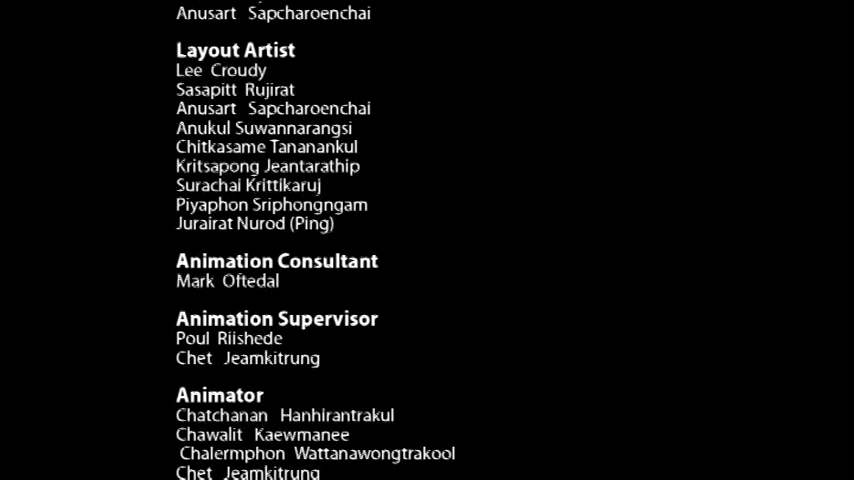 Anusart Sapcharoenchai
Layout Artist
Lee Croudy
Sasapitt Rujirat
Anusart Sapcharoenchai
Anukul Suwannarangsi
Chitkasame Tananankul
Kritsapong Jeantarathip
Surachai Krittikaruj
Piyaphon Sriphongngam
Jurairat Nurod (Ping)
Animation Consultant
Mark Oftedal
Animation Supervisor
Poul Riishede
Chet Jeamkitrung
Animator
Chatchanan Hanhirantrakul
Chawalit Kaewmanee
Chalermphon Wattanawongtrakool
Chet Jeamkitrung